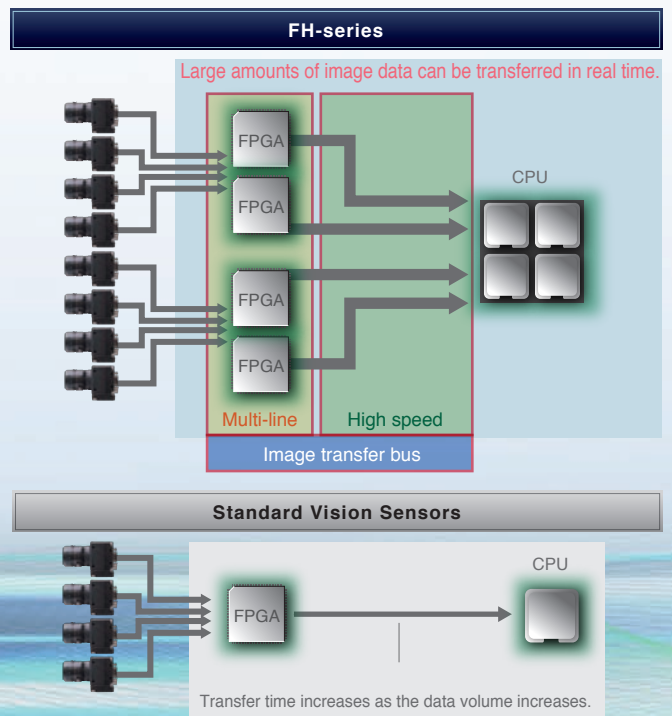 FH-series
Large amounts of image data can be transferred in real time.
FPGA
CPU
FPGA
FPGA
FPGA
Multi-line
High speed
Image transfer bus
Standard Vision Sensors
CPU
FPGA
Transfer time increases as the data volume increases.